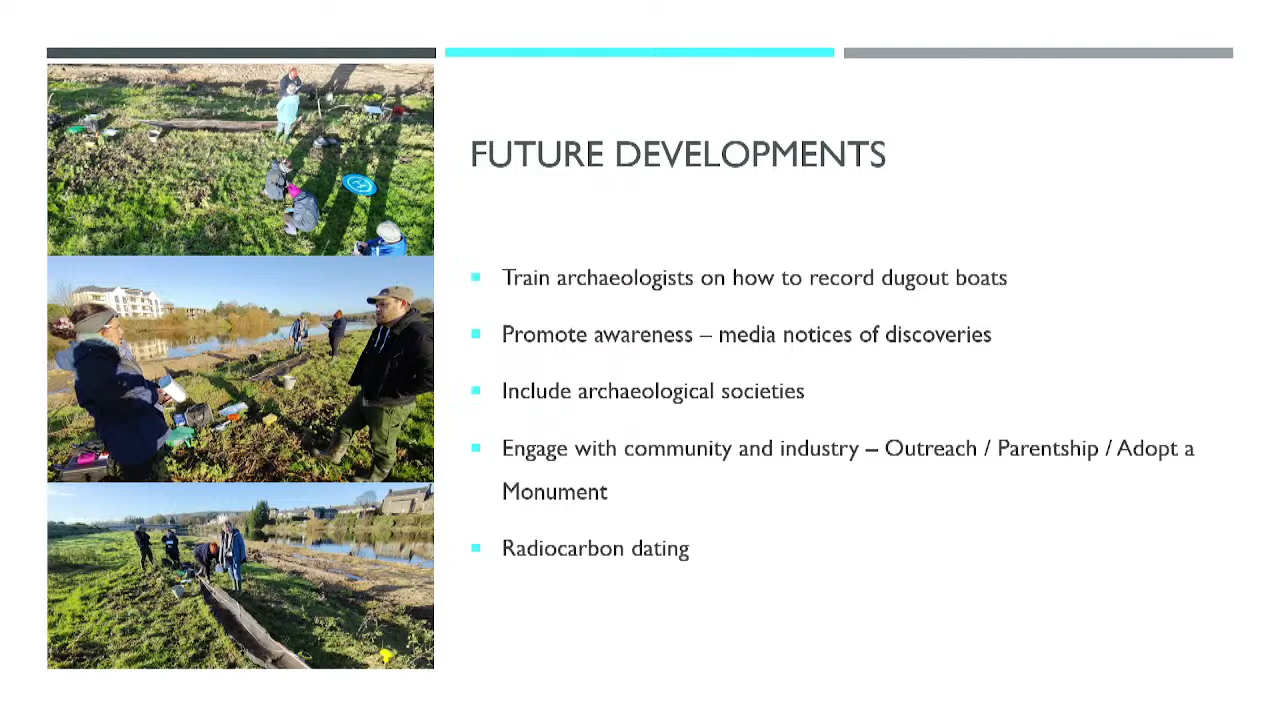 FUTURE DEVELOPMENTS
Train archaeologists on how to record dugout boats
Promote awareness – media notices of discoveries
Include archaeological societies
Engage with community and industry – Outreach / Parentship / Adopt a
Monument
Radiocarbon dating